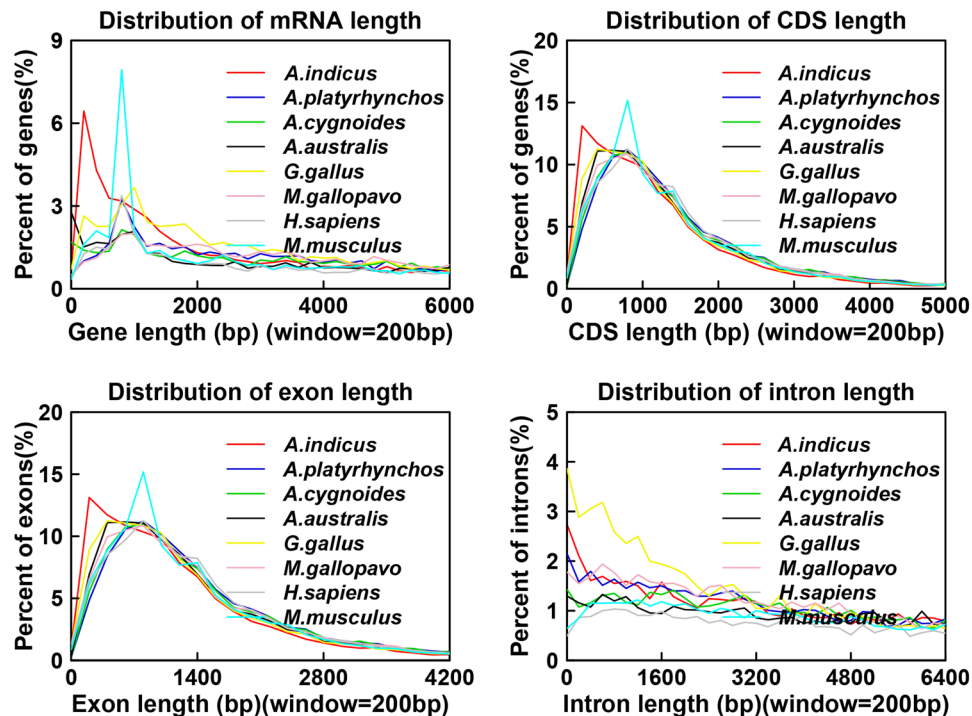 Distribution of mRNA length
9
6
3
0
Percent of genes(%)
A.indicus
A.platyrhynchos
A.cygnoides
A.australis
G.gallus
M.gallopavo
H.sapiens
M.musculus
0 2000 4000 6000
Gene length (bp) (window=200bp)
Distribution of CDS length
20
15
10
5
0
Percent of genes(%)
A.indicus
A.platyrhynchos
A.cygnoides
A.australis
G.gallus
M.gallopavo
H.sapiens
M.musculus
0 1000 2000 3000 4000 5000
CDS length (bp) (window=200bp)
Distribution of exon length
20
15
10
5
0
Percent of exons(%)
A.indicus
A.platyrhynchos
A.cygnoides
A.australis
G.gallus
M.gallopavo
H.sapiens
M.musculus
0 1400 2800 4200
Exon length (bp)(window=200bp)
Distribution of intron length
5
4
3
2
1
0
Percent of introns(%)
A.indicus
A.platyrhynchos
A.cygnoides
A.australis
G.gallus
M.gallopavo
H.sapiens
M.musculus
0 1600 3200 4800 6400
Intron length (bp)(window=200bp)